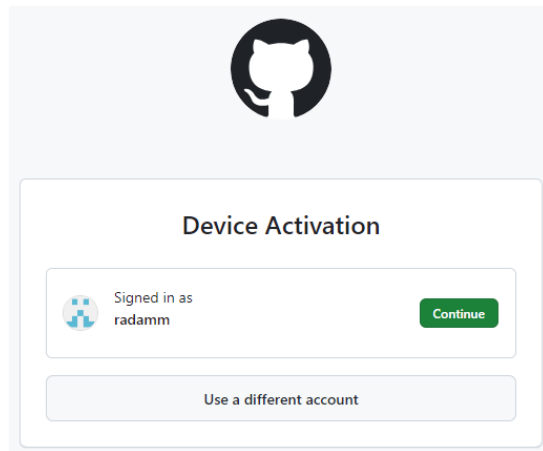 Device Activation
Signed in as
radamm
Continue
Use a different account